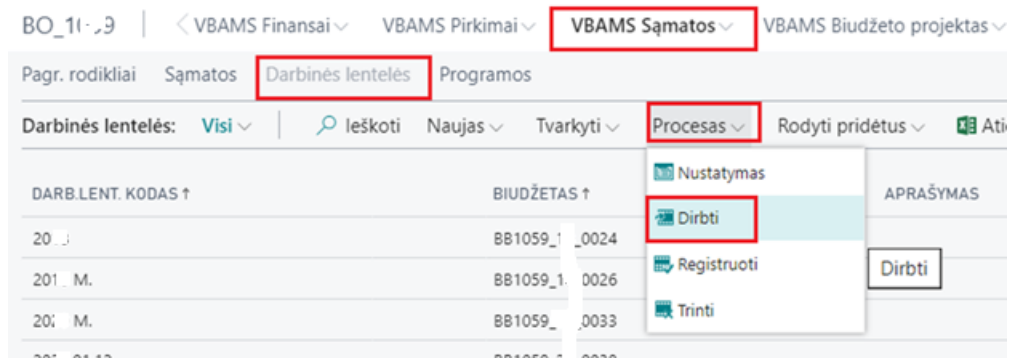 VBAMS Finansai VBAMS Pirkimai VBAMS Sąmatos VBAMS Biudžeto projektas
Pagr. rodikliai Sąmatos Darbinės lentelės Programos
Darbinės lentelės: Visi Ieškoti Naujas Tvarkyti Procesas Rodyti pridėtus
Nustatymas
DARB.LENT. KODAS ↑ BIUDŽETAS ↑ APRAŠYMAS
Dirbti
Registruoti
Dirbti
M.
Trinti
M.